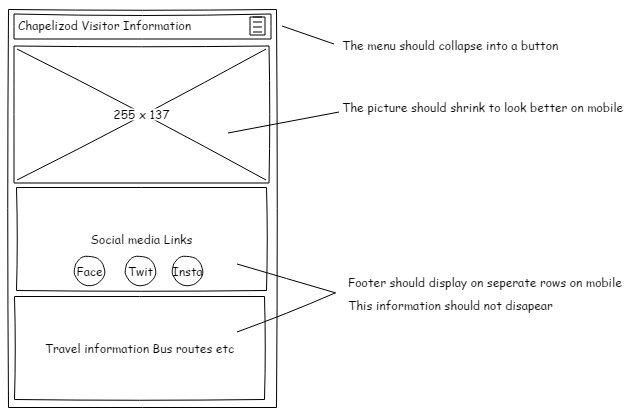 Chapelizod Visitor Information
The menu should collapse into a button
255 x 137
The picture should shrink to look better on mobile
Social media Links
Face Twit Insta
Footer should display on seperate rows on mobile
This information should not disapear
Travel information Bus routes etc